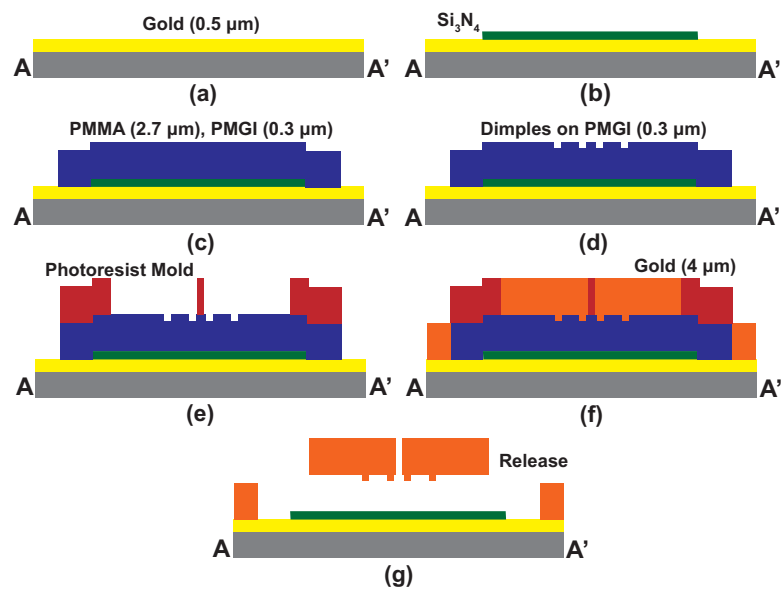 Gold (0.5 µm)
A A'
(a)
Si₃N₄
A A'
(b)
PMMA (2.7 µm), PMGI (0.3 µm)
A A'
(c)
Dimples on PMGI (0.3 µm)
A A'
(d)
Photoresist Mold
A A'
(e)
Gold (4 µm)
A A'
(f)
Release
A A'
(g)